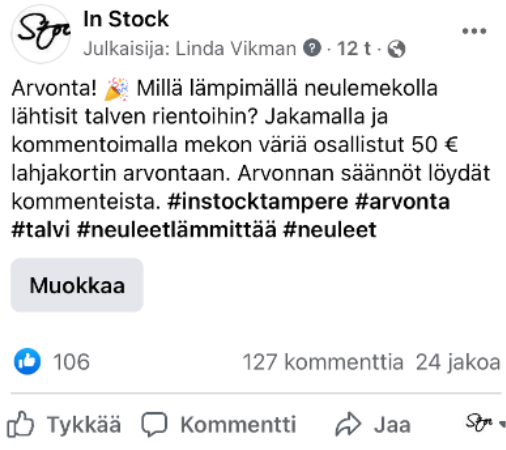 In Stock
Julkaisija: Linda Vikman · 12 t ·
Arvonta! 🎉 Millä lämpimällä neulemekolla
lähtisit talven rientoihin? Jakamalla ja
kommentoimalla mekon väriä osallistut 50 €
lahjakortin arvontaan. Arvonnan säännöt löydät
kommenteista. #instocktampere #arvonta
#talvi #neuleetlämmittää #neuleet
Muokkaa
106
127 kommenttia 24 jakoa
Tykkää Kommentti Jaa